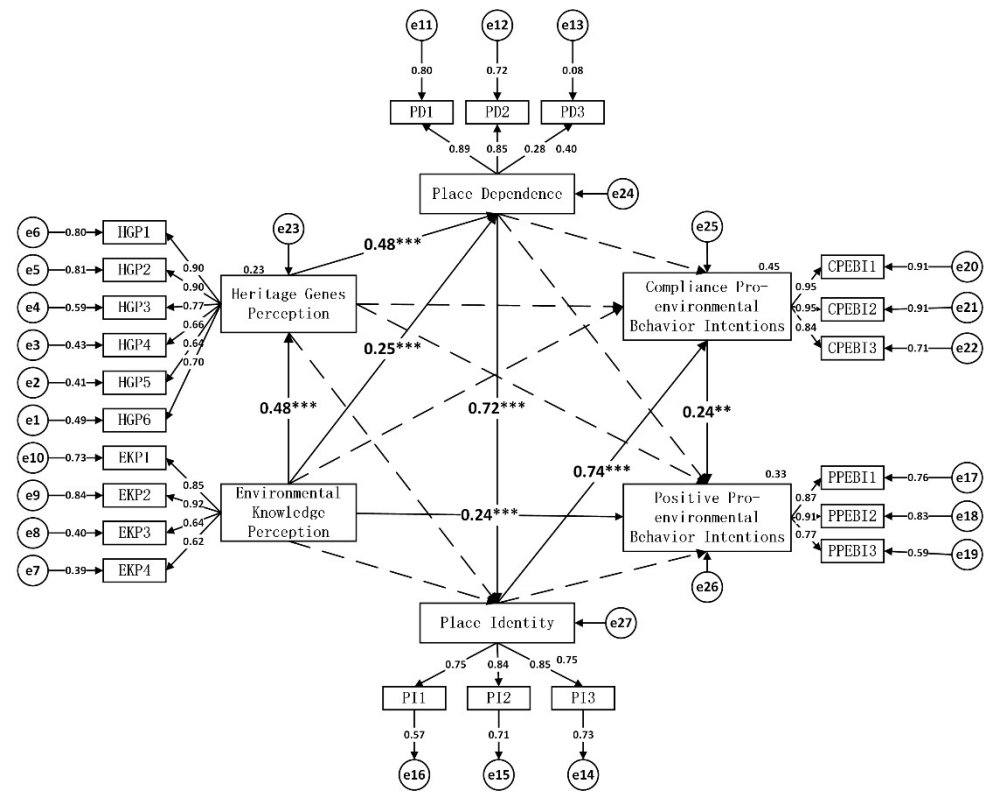 e11
e12
e13
0.80
0.72
0.08
PD1
PD2
PD3
0.89
0.85
0.28
0.40
Place Dependence
e24
e6
0.80
HGP1
e5
0.81
HGP2
e4
0.59
HGP3
e3
0.43
HGP4
e2
0.41
HGP5
e1
0.49
HGP6
0.90
0.90
0.77
0.66
0.64
0.70
e23
0.23
Heritage Genes
Perception
0.48***
0.25***
0.48***
0.72***
e25
0.45
Compliance Pro-
environmental
Behavior Intentions
0.95
0.95
0.84
CPEBI1
0.91
e20
CPEBI2
0.91
e21
CPEBI3
0.71
e22
0.24**
0.74***
e10
0.73
EKP1
e9
0.84
EKP2
e8
0.40
EKP3
e7
0.39
EKP4
0.85
0.92
0.64
0.62
Environmental
Knowledge
Perception
0.24***
0.33
Positive Pro-
environmental
Behavior Intentions
0.87
0.91
0.77
PPEBI1
0.76
e17
PPEBI2
0.83
e18
PPEBI3
0.59
e19
e26
Place Identity
e27
0.75
0.84
0.85
0.75
PI1
PI2
PI3
0.57
0.71
0.73
e16
e15
e14